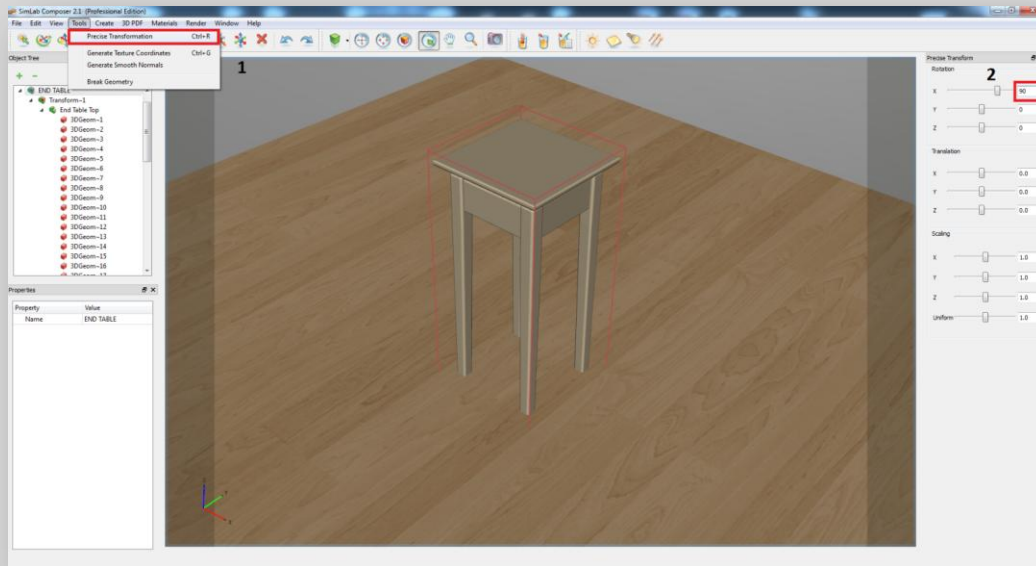 SimLab Composer 2.1: (Professional Edition)
File Edit View Tools Create 3D PDF Materials Render Window Help
Precise Transformation Ctrl+R
Generate Texture Coordinates Ctrl+G
Generate Smooth Normals
Break Geometry
1
Object Tree
END TABLE
Transform~1
End Table Top
3DGeom~1
3DGeom~2
3DGeom~3
3DGeom~4
3DGeom~5
3DGeom~6
3DGeom~7
3DGeom~8
3DGeom~9
3DGeom~10
3DGeom~11
3DGeom~12
3DGeom~13
3DGeom~14
3DGeom~15
3DGeom~16
Properties
Property Value
Name END TABLE
Precise Transform
Rotation
2
X 90
Y 0
Z 0
Translation
X 0.0
Y 0.0
Z 0.0
Scaling
X 1.0
Y 1.0
Z 1.0
Uniform 1.0